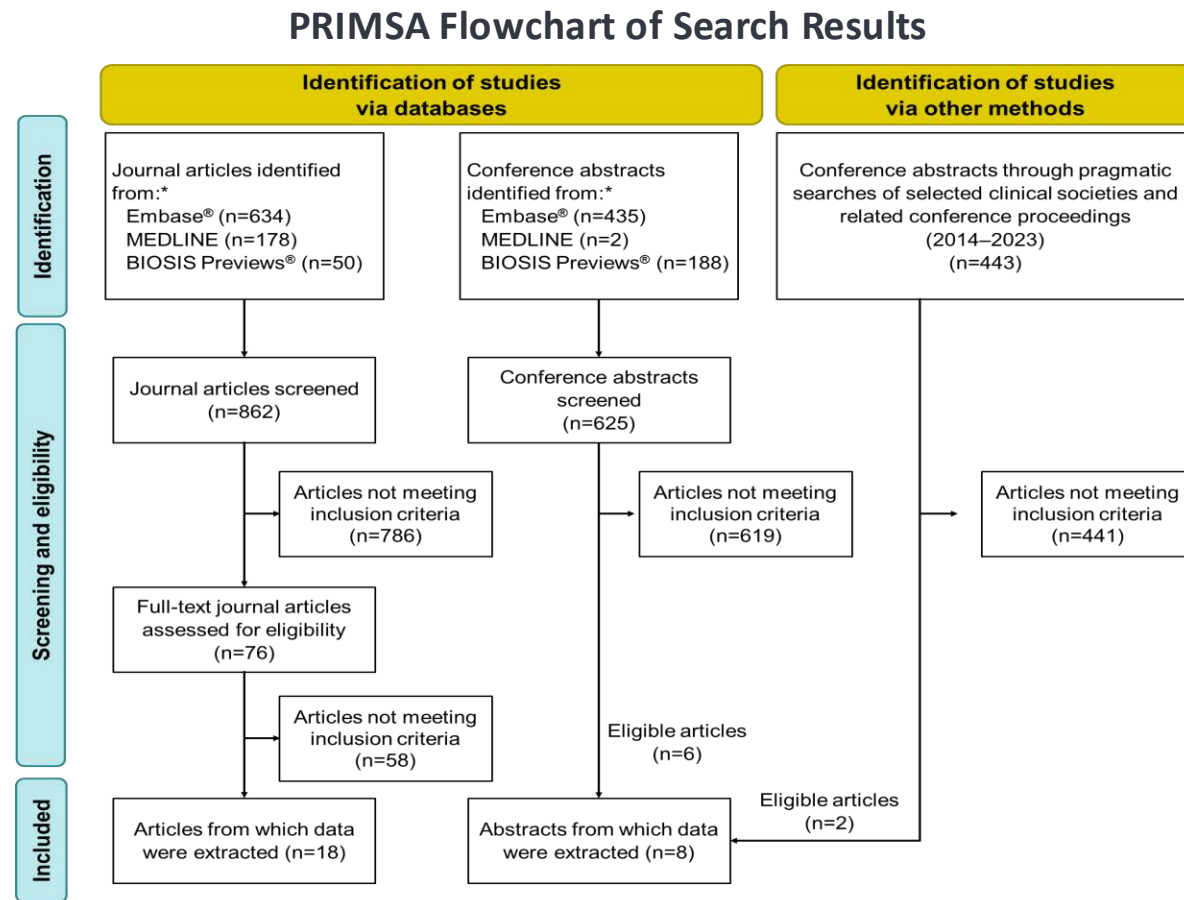 PRIMSA Flowchart of Search Results
Identification of studies
via databases
Identification of studies
via other methods
Identification
Journal articles identified
from:*
Embase® (n=634)
MEDLINE (n=178)
BIOSIS Previews® (n=50)
Conference abstracts
identified from:*
Embase® (n=435)
MEDLINE (n=2)
BIOSIS Previews® (n=188)
Conference abstracts through pragmatic
searches of selected clinical societies and
related conference proceedings
(2014–2023)
(n=443)
Screening and eligibility
Journal articles screened
(n=862)
Conference abstracts
screened
(n=625)
Articles not meeting
inclusion criteria
(n=786)
Articles not meeting
inclusion criteria
(n=619)
Articles not meeting
inclusion criteria
(n=441)
Full-text journal articles
assessed for eligibility
(n=76)
Articles not meeting
inclusion criteria
(n=58)
Eligible articles
(n=6)
Eligible articles
(n=2)
Included
Articles from which data
were extracted (n=18)
Abstracts from which data
were extracted (n=8)